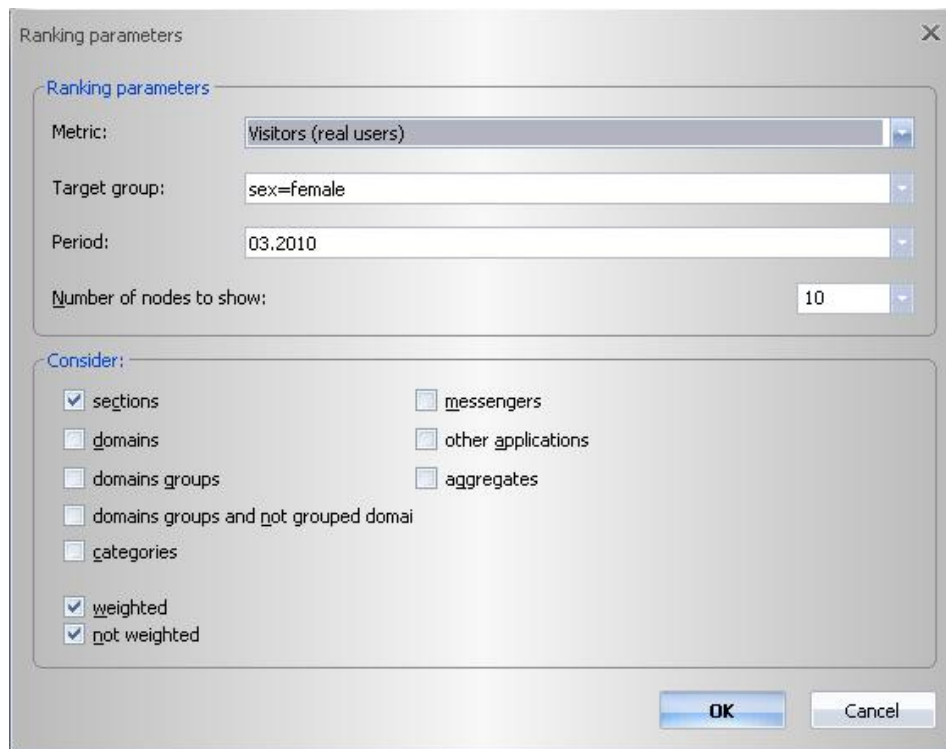 Ranking parameters
Ranking parameters
Metric: Visitors (real users)
Target group: sex=female
Period: 03.2010
Number of nodes to show: 10
Consider:
sections messengers
domains other applications
domains groups aggregates
domains groups and not grouped domai
categories
weighted
not weighted
OK Cancel